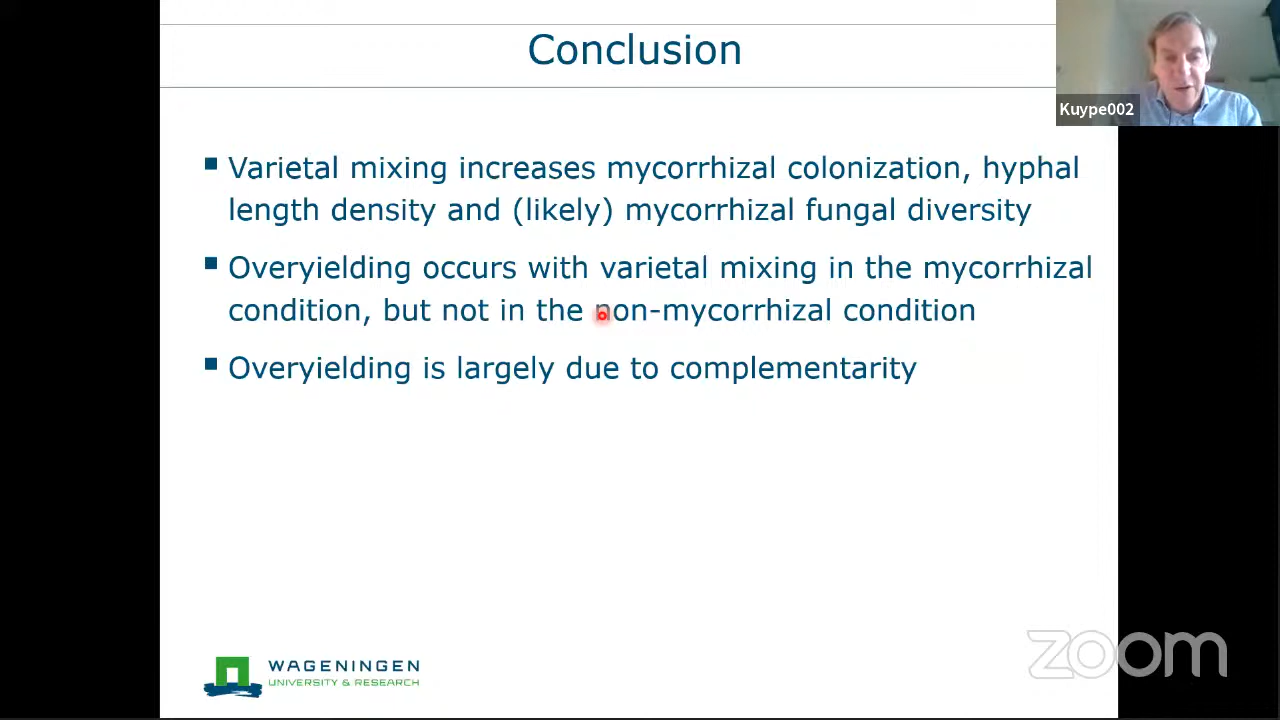 Conclusion
Kuype002
Varietal mixing increases mycorrhizal colonization, hyphal
length density and (likely) mycorrhizal fungal diversity
Overyielding occurs with varietal mixing in the mycorrhizal
condition, but not in the non-mycorrhizal condition
Overyielding is largely due to complementarity
WAGENINGEN
UNIVERSITY & RESEARCH
zoom